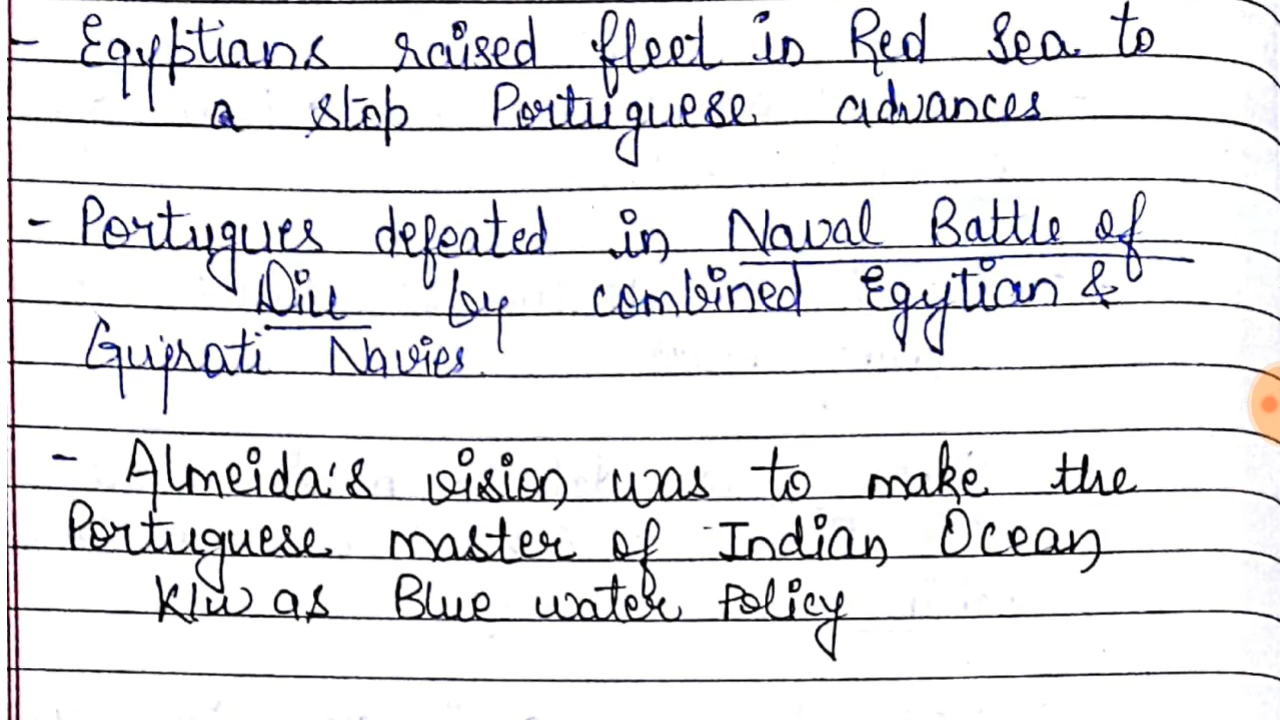 - Egyptians raised fleet in Red Sea to
a stop Portuguese advances
- Portugues defeated in Naval Battle of
Diu by combined Egytian &
Gujrati Navies.
- Almeida's vision was to make the
Portuguese master of Indian Ocean
k/w as Blue water policy